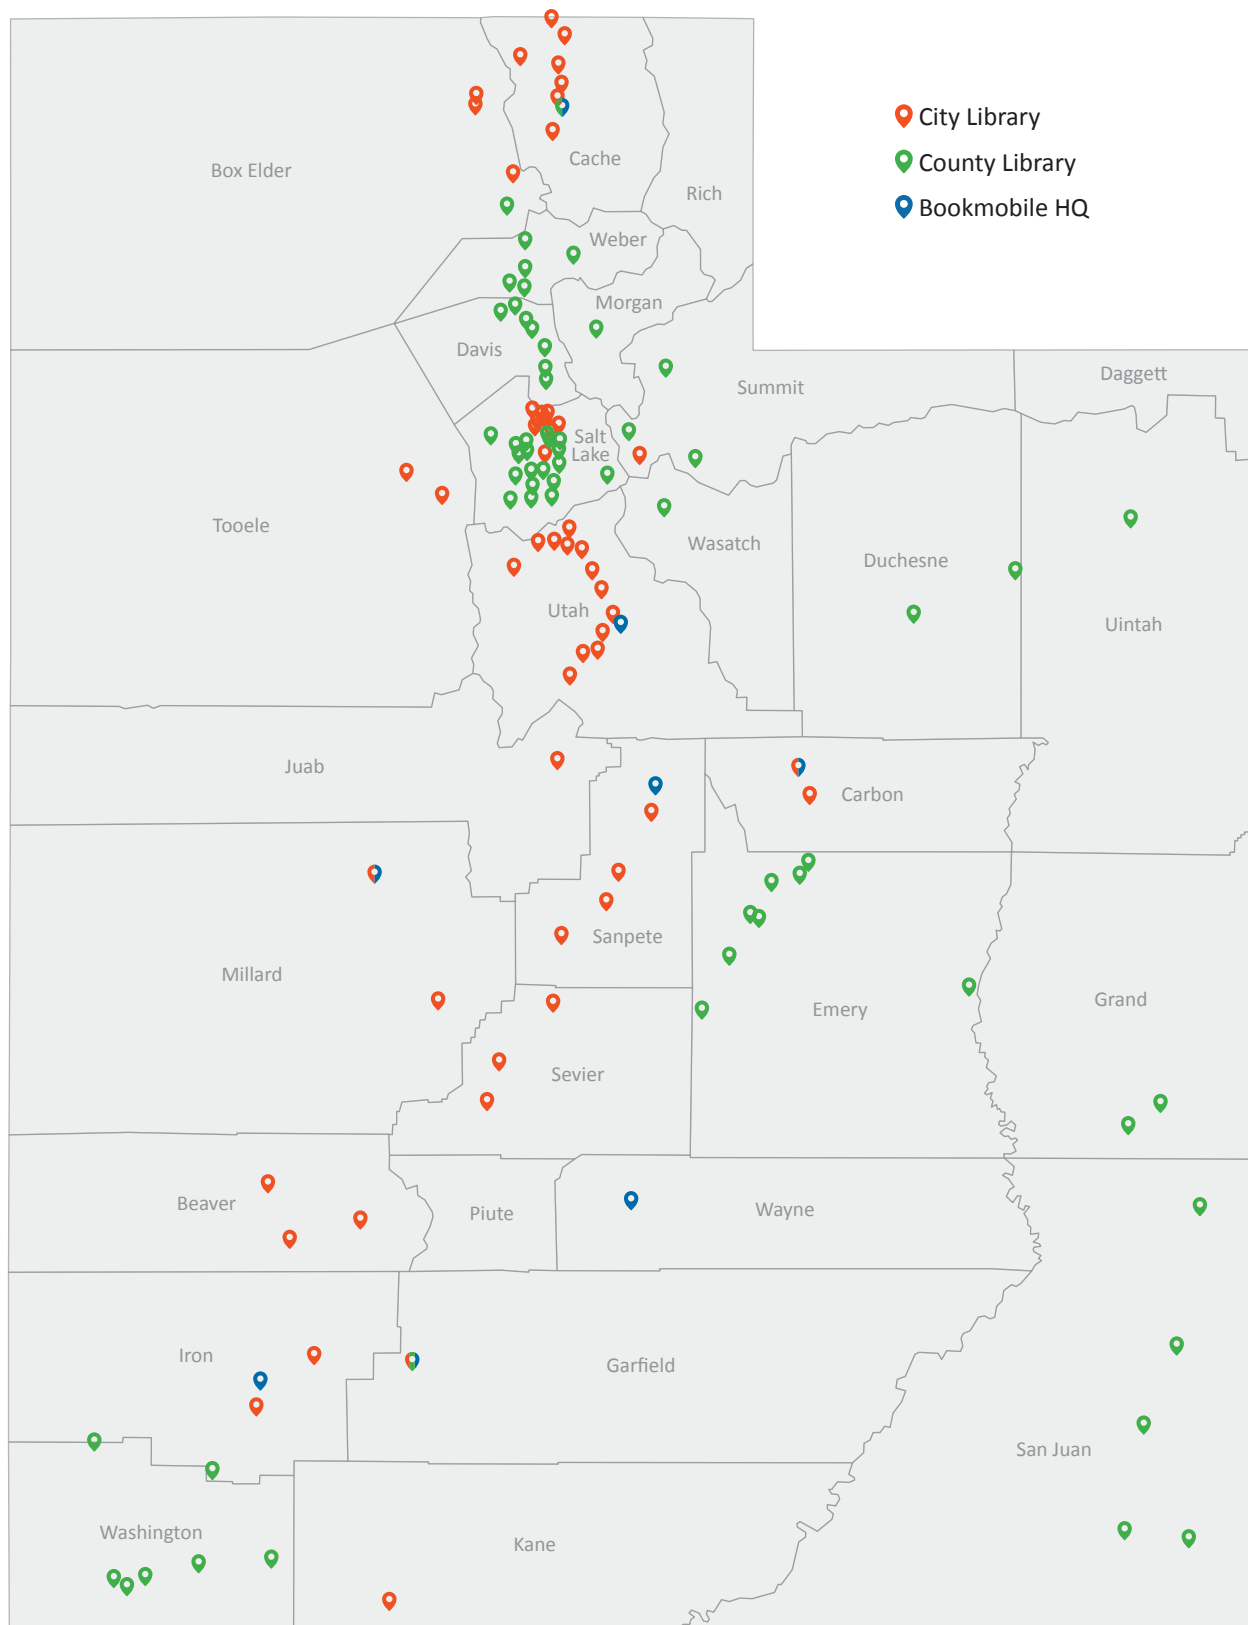 City Library
County Library
Bookmobile HQ
Box Elder
Cache
Rich
Weber
Morgan
Davis
Summit
Daggett
Salt
Lake
Tooele
Wasatch
Duchesne
Utah
Uintah
Juab
Carbon
Sanpete
Millard
Emery
Grand
Sevier
Beaver
Piute
Wayne
Iron
Garfield
San Juan
Washington
Kane